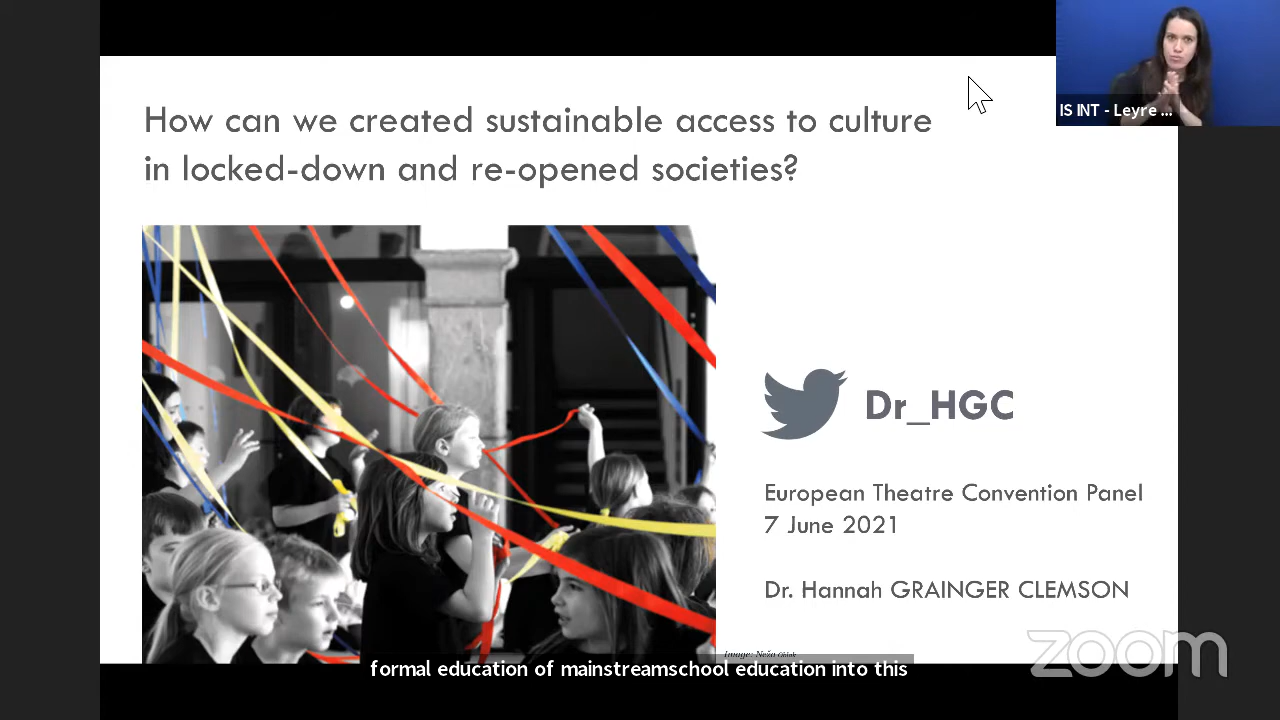 How can we created sustainable access to culture
in locked-down and re-opened societies?
IS INT - Leyre ...
Dr_HGC
European Theatre Convention Panel
7 June 2021
Dr. Hannah GRAINGER CLEMSON
Image: Neža
formal education of mainstreamschool education into this
zoom